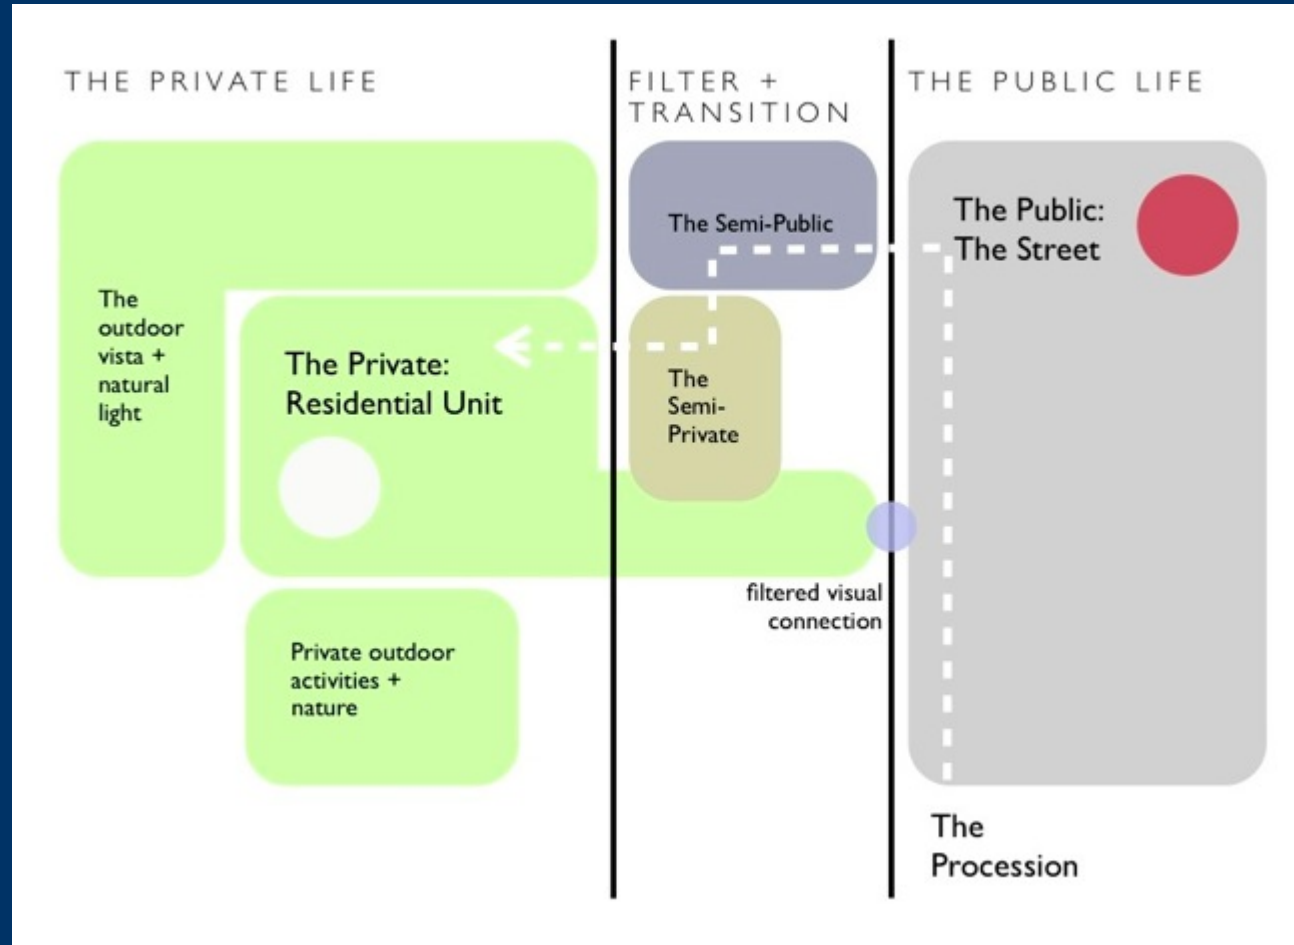 THE PRIVATE LIFE
FILTER +
TRANSITION
THE PUBLIC LIFE
The
outdoor
vista +
natural
light
The Private:
Residential Unit
Private outdoor
activities +
nature
The Semi-Public
The
Semi-
Private
filtered visual
connection
The Public:
The Street
The
Procession